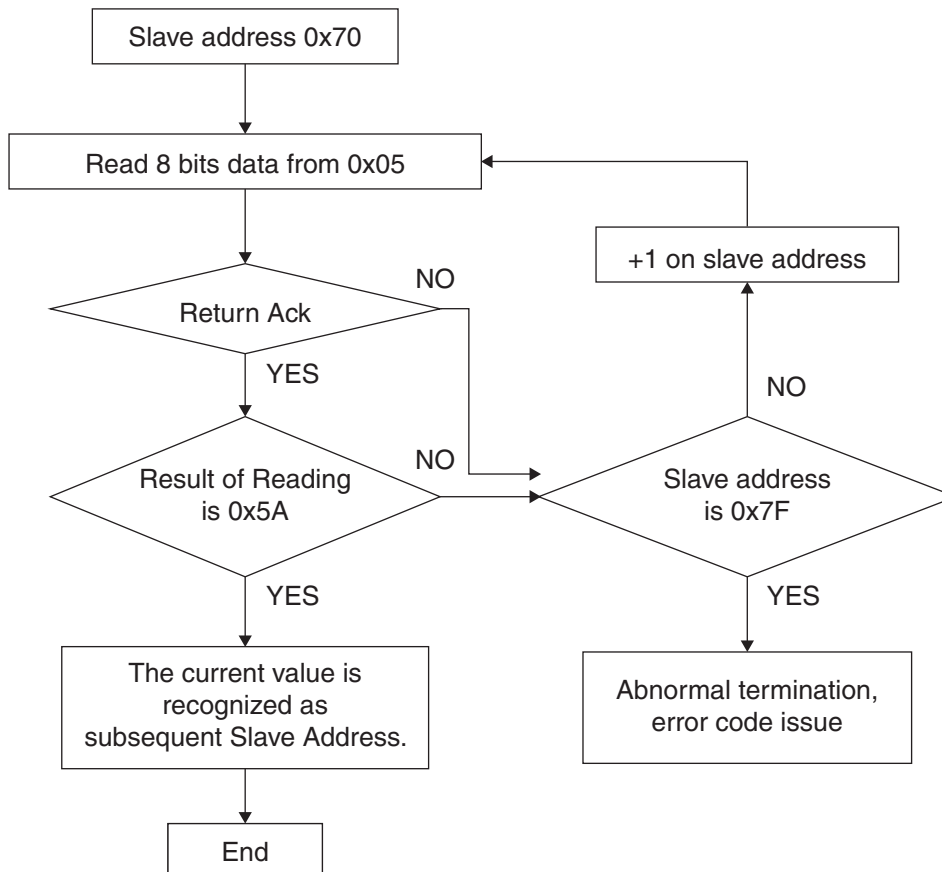 Slave address 0x70
Read 8 bits data from 0x05
+1 on slave address
NO
Return Ack
YES
NO
Result of Reading
is 0x5A
NO
Slave address
is 0x7F
YES
YES
The current value is
recognized as
subsequent Slave Address.
Abnormal termination,
error code issue
End